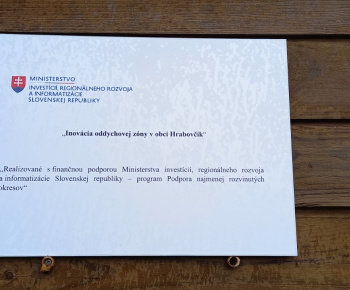 MINISTERSTVO
INVESTÍCIÍ, REGIONÁLNEHO ROZVOJA
A INFORMATIZÁCIE
SLOVENSKEJ REPUBLIKY
„Inovácia oddychovej zóny v obci Hrabovčík“
„Realizované s finančnou podporou Ministerstva investícií, regionálneho rozvoja
a informatizácie Slovenskej republiky – program Podpora najmenej rozvinutých
okresov“